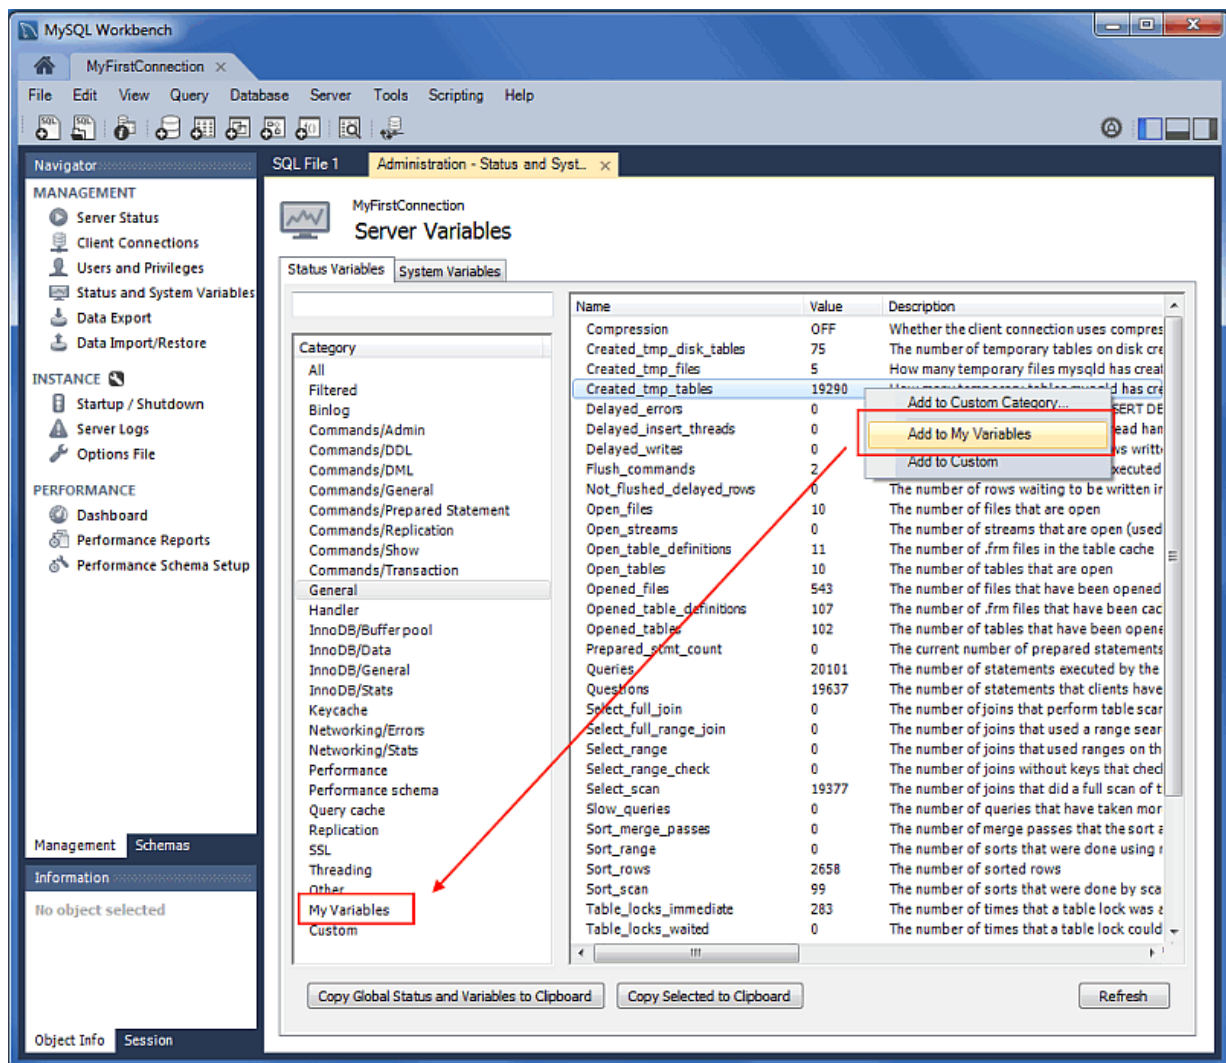 MySQL Workbench
MyFirstConnection
File Edit View Query Database Server Tools Scripting Help
Navigator
MANAGEMENT
Server Status
Client Connections
Users and Privileges
Status and System Variables
Data Export
Data Import/Restore
INSTANCE
Startup / Shutdown
Server Logs
Options File
PERFORMANCE
Dashboard
Performance Reports
Performance Schema Setup
Management Schemas
Information
No object selected
Object Info Session
SQL File 1 Administration - Status and Syst..
MyFirstConnection
Server Variables
Status Variables System Variables
Category
All
Filtered
Binlog
Commands/Admin
Commands/DDL
Commands/DML
Commands/General
Commands/Prepared Statement
Commands/Replication
Commands/Show
Commands/Transaction
General
Handler
InnoDB/Buffer pool
InnoDB/Data
InnoDB/General
InnoDB/Stats
Keycache
Networking/Errors
Networking/Stats
Performance
Performance schema
Query cache
Replication
SSL
Threading
Other
My Variables
Custom
Name Value Description
Compression OFF Whether the client connection uses compres
Created_tmp_disk_tables 75 The number of temporary tables on disk cre
Created_tmp_files 5 How many temporary files mysqld has creat
Created_tmp_tables 19290 How many temporary tables mysqld has cre
Delayed_errors 0 SERT DE
Delayed_insert_threads 0 ead han
Delayed_writes 0 ws writt
Flush_commands 2 executed
Not_flushed_delayed_rows 0 The number of rows waiting to be written ir
Open_files 10 The number of files that are open
Open_streams 0 The number of streams that are open (used
Open_table_definitions 11 The number of .frm files in the table cache
Open_tables 10 The number of tables that are open
Opened_files 543 The number of files that have been opened
Opened_table_definitions 107 The number of .frm files that have been cac
Opened_tables 102 The number of tables that have been opene
Prepared_stmt_count 0 The current number of prepared statements
Queries 20101 The number of statements executed by the
Questions 19637 The number of statements that clients have
Select_full_join 0 The number of joins that perform table scar
Select_full_range_join 0 The number of joins that used a range sear
Select_range 0 The number of joins that used ranges on th
Select_range_check 0 The number of joins without keys that checl
Select_scan 19377 The number of joins that did a full scan of t
Slow_queries 0 The number of queries that have taken mor
Sort_merge_passes 0 The number of merge passes that the sort a
Sort_range 0 The number of sorts that were done using r
Sort_rows 2658 The number of sorted rows
Sort_scan 99 The number of sorts that were done by sca
Table_locks_immediate 283 The number of times that a table lock was a
Table_locks_waited 0 The number of times that a table lock could
Add to Custom Category...
Add to My Variables
Add to Custom
Copy Global Status and Variables to Clipboard Copy Selected to Clipboard Refresh